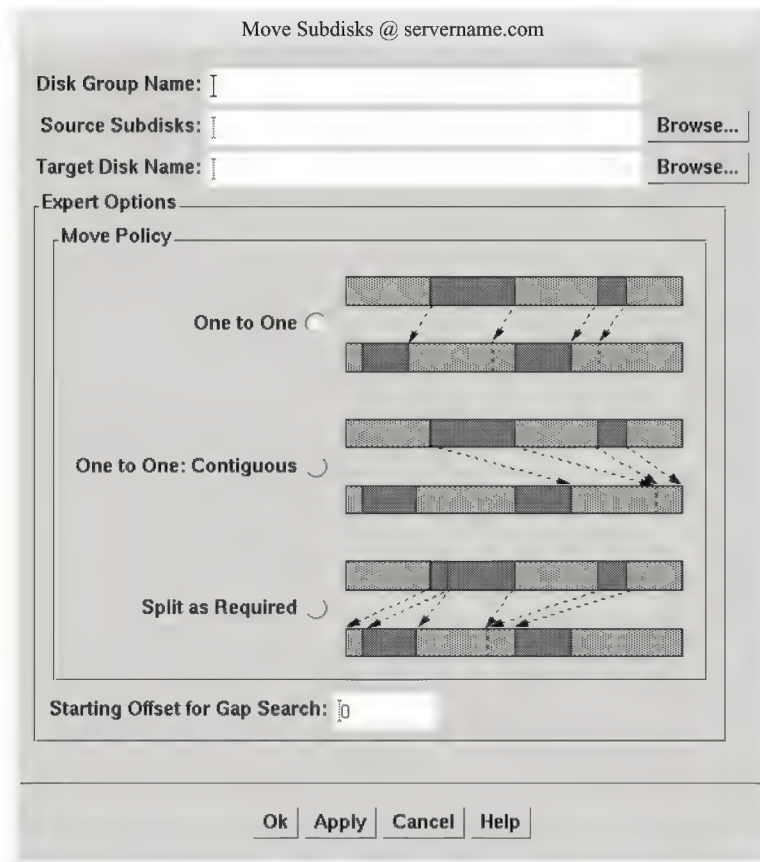 Move Subdisks @ servername.com
Disk Group Name:
Source Subdisks: Browse...
Target Disk Name: Browse...
Expert Options
Move Policy
One to One
One to One: Contiguous
Split as Required
Starting Offset for Gap Search: 0
Ok Apply Cancel Help